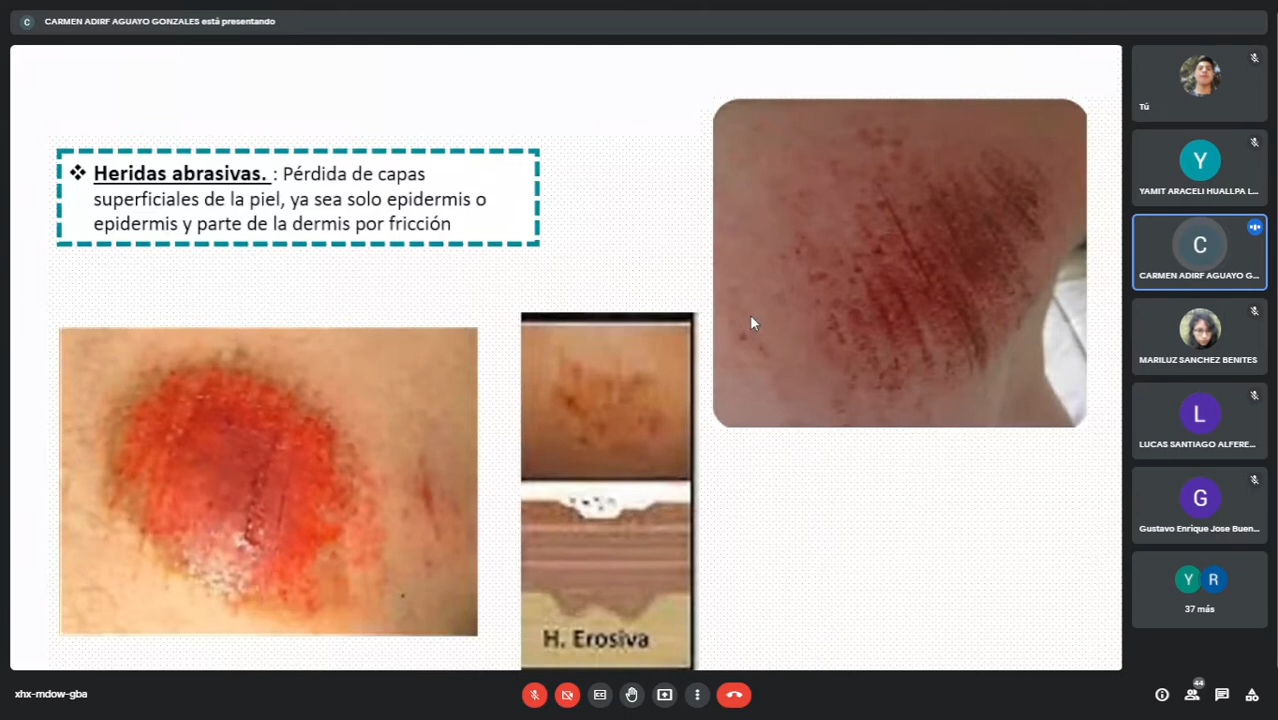 CARMEN ADIRF AGUAYO GONZALES está presentando
❖ Heridas abrasivas. : Pérdida de capas
superficiales de la piel, ya sea solo epidermis o
epidermis y parte de la dermis por fricción
H. Erosiva
Tú
Y
YAMIT ARACELI HUALLPA L...
C
CARMEN ADIRF AGUAYO G...
MARILUZ SANCHEZ BENITES
L
LUCAS SANTIAGO ALFERE...
G
Gustavo Enrique Jose Buen...
Y R
37 más
xhx-mdow-gba
44